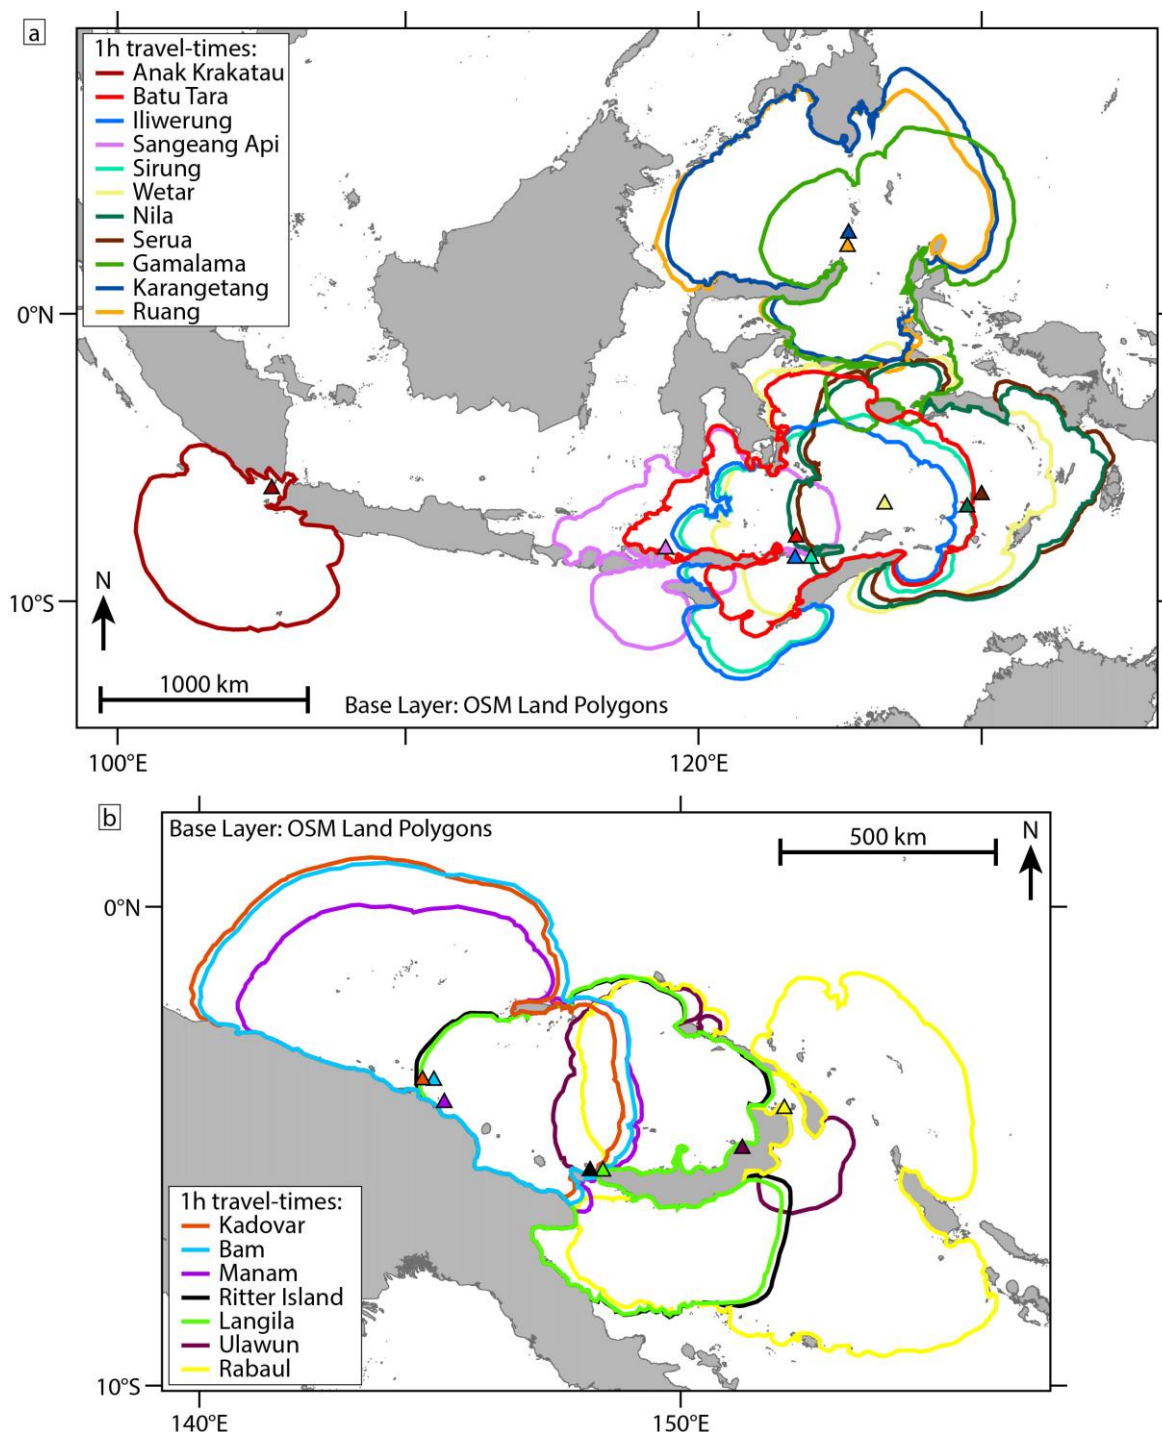 a
1h travel-times:
Anak Krakatau
Batu Tara
Iliwerung
Sangeang Api
Sirung
Wetar
Nila
Serua
Gamalama
Karangetang
Ruang
0°N
10°S
N
1000 km
Base Layer: OSM Land Polygons
100°E
120°E
b
Base Layer: OSM Land Polygons
500 km
N
0°N
1h travel-times:
Kadovar
Bam
Manam
Ritter Island
Langila
Ulawun
Rabaul
10°S
140°E
150°E